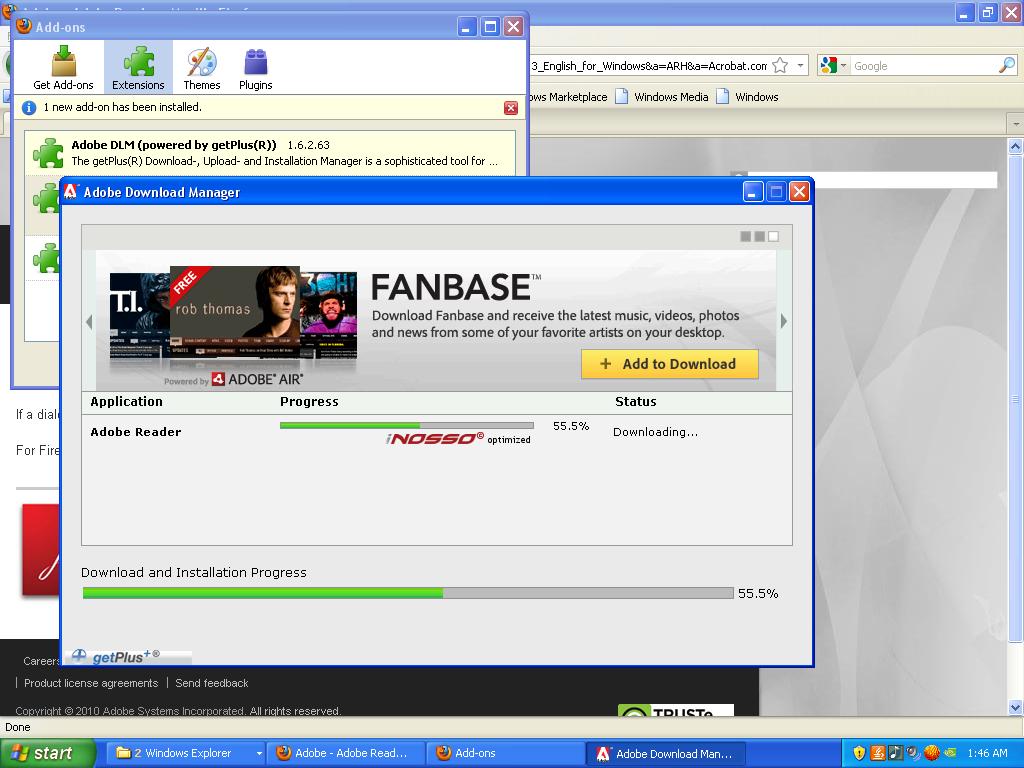 Add-ons
Get Add-ons
Extensions
Themes
Plugins
1 new add-on has been installed.
Adobe DLM (powered by getPlus(R)) 1.6.2.63
The getPlus(R) Download-, Upload- and Installation Manager is a sophisticated tool for ...
3_English_for_Windows&a=ARH&a=Acrobat.com
Google
Marketplace
Windows Media
Windows
Adobe Download Manager
T.I.
FREE
rob thomas
3OH!3
UPDATES
UPDATES
Powered by ADOBE® AIR®
FANBASE™
Download Fanbase and receive the latest music, videos, photos
and news from some of your favorite artists on your desktop.
+ Add to Download
Application Progress Status
Adobe Reader 55.5% Downloading...
iNOSSO© optimized
Download and Installation Progress
55.5%
getPlus+®
If a
For
Careers
| Product license agreements | Send feedback
Copyright © 2010 Adobe Systems Incorporated. All rights reserved.
TRUSTe
Done
start
2 Windows Explorer
Adobe - Adobe Read...
Add-ons
Adobe Download Man...
1:46 AM